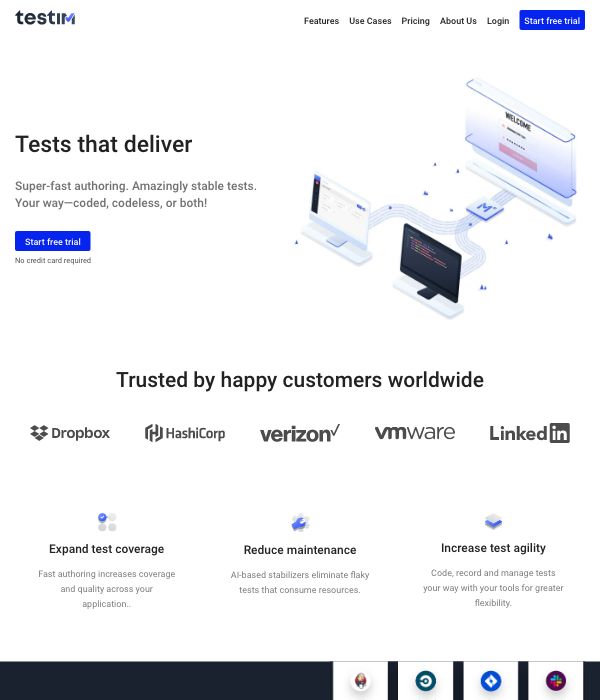 testim
Features Use Cases Pricing About Us Login Start free trial
WELCOME
Tests that deliver
Super-fast authoring. Amazingly stable tests.
Your way—coded, codeless, or both!
Start free trial
No credit card required
Trusted by happy customers worldwide
Dropbox HashiCorp verizon vmware Linked in
Expand test coverage
Fast authoring increases coverage
and quality across your
application..
Reduce maintenance
AI-based stabilizers eliminate flaky
tests that consume resources.
Increase test agility
Code, record and manage tests
your way with your tools for greater
flexibility.